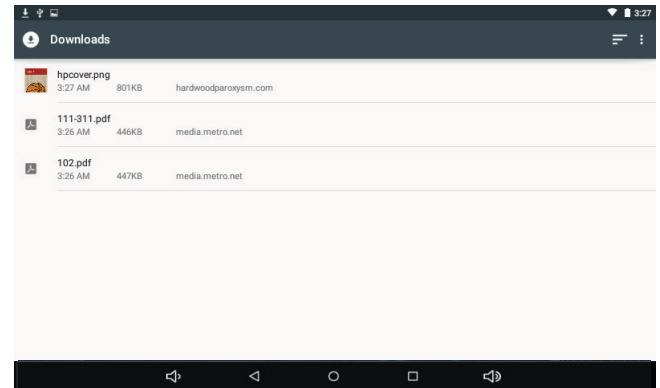 3:27
Downloads
hpcover.png
3:27 AM 801KB hardwoodparoxysm.com
111-311.pdf
3:26 AM 446KB media.metro.net
102.pdf
3:26 AM 447KB media.metro.net